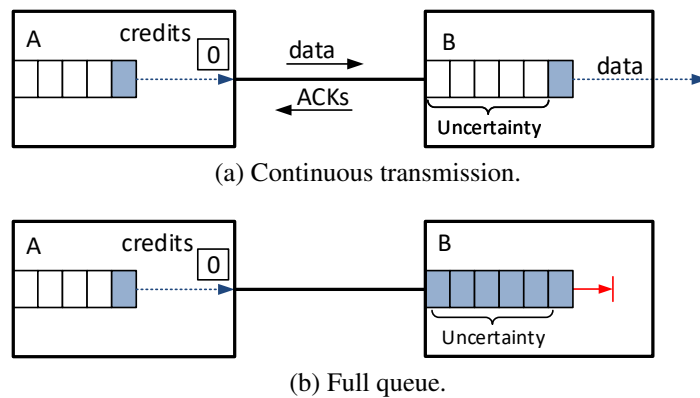 A
credits
0
data
ACKs
B
data
Uncertainty
(a) Continuous transmission.
A
credits
0
B
Uncertainty
(b) Full queue.